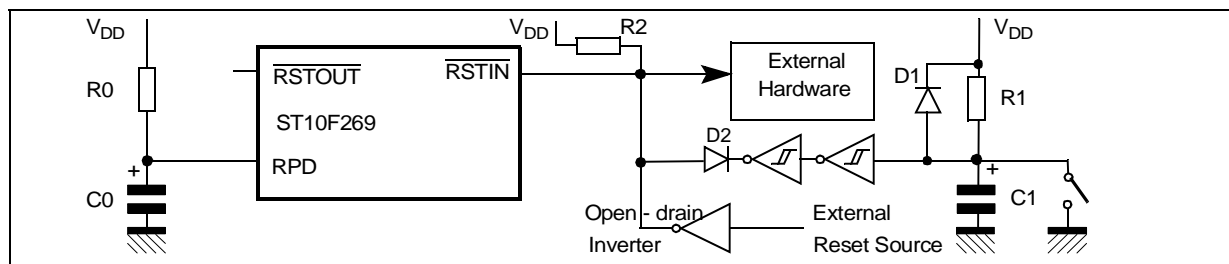 VDD
R0
+
C0
RSTOUT
RSTIN
ST10F269
RPD
VDD
R2
External
Hardware
D2
Open - drain
Inverter
External
Reset Source
D1
VDD
R1
+
C1